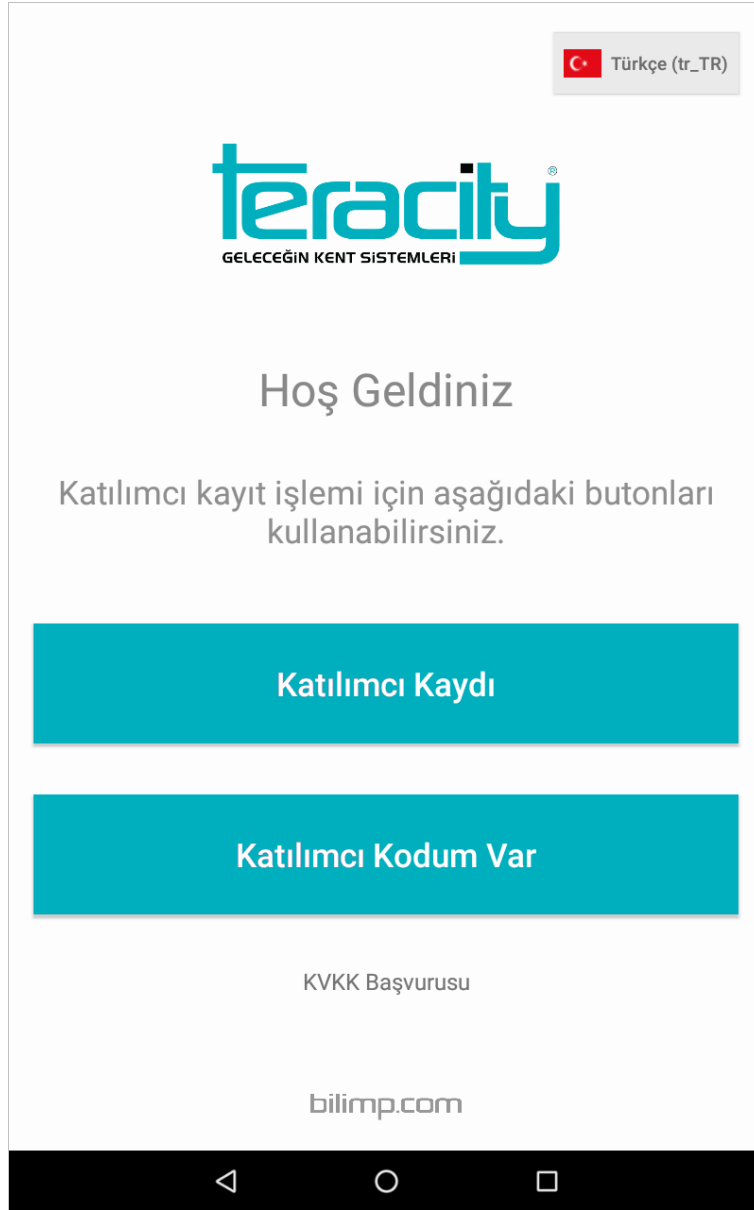 Türkçe (tr_TR)
teracity®
GELECEĞİN KENT SİSTEMLERİ
Hoş Geldiniz
Katılımcı kayıt işlemi için aşağıdaki butonları
kullanabilirsiniz.
Katılımcı Kaydı
Katılımcı Kodum Var
KVKK Başvurusu
bilimp.com